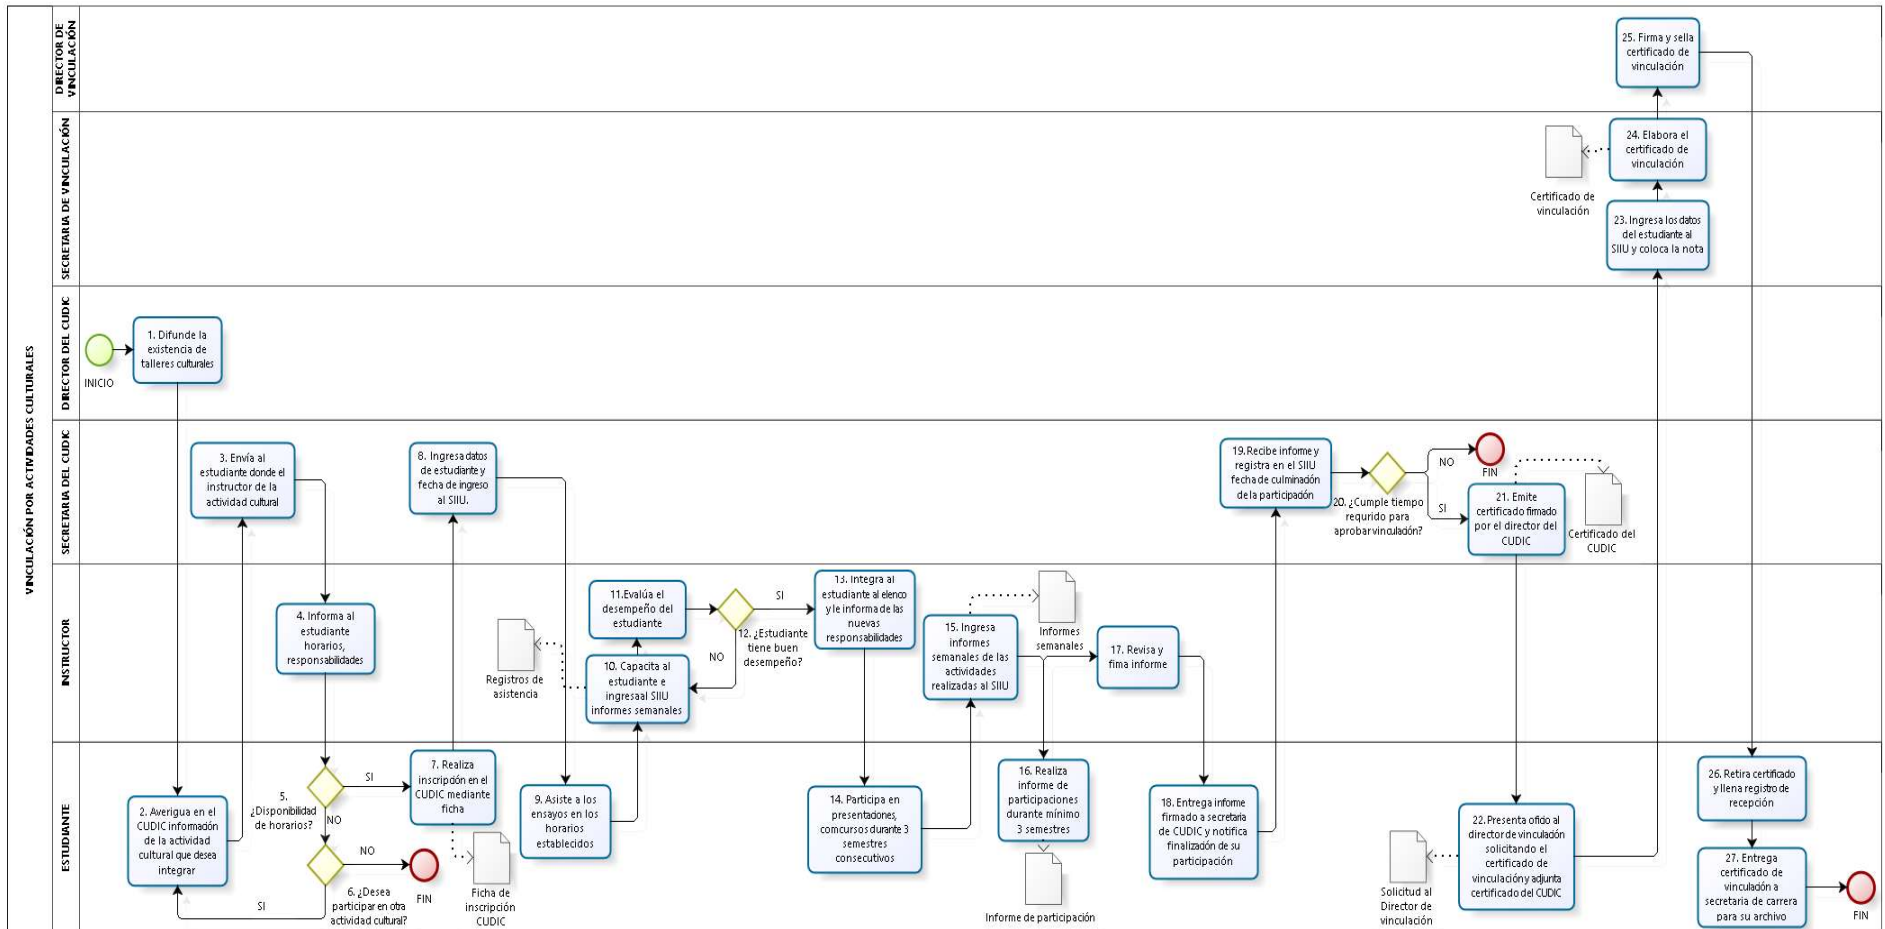 VINCULACIÓN POR ACTIVIDADES CULTURALES
DIRECTOR DE
VINCULACIÓN
25. Firma y sella
certificado de
vinculación
SECRETARIA DE VINCULACIÓN
24. Elabora el
certificado de
vinculación
Certificado de
vinculación
23. Ingresa los datos
del estudiante al
SIIU y coloca la nota
DIRECTOR DEL CUDIC
INICIO
1. Difunde la
existencia de
talleres culturales
SECRETARIA DEL CUDIC
3. Envía al
estudiante donde el
instructor de la
actividad cultural
8. Ingresa datos
de estudiante y
fecha de ingreso
al SIIU.
19. Recibe informe y
registra en el SIIU
fecha de culminación
de la participación
20. ¿Cumple tiempo
requrido para
aprobar vinculación?
NO
FIN
SI
21. Emite
certificado firmado
por el director del
CUDIC
Certificado del
CUDIC
INSTRUCTOR
4. Informa al
estudiante
horarios,
responsabilidades
Registros de
asistencia
11.Evalúa el
desempeño del
estudiante
10. Capacita al
estudiante e
ingresa al SIIU
informes semanales
12. ¿Estudiante
tiene buen
desempeño?
SI
NO
13. Integra al
estudiante al elenco
y le informa de las
nuevas
responsabilidades
15. Ingresa
informes
semanales de las
actividades
realizadas al SIIU
Informes
semanales
17. Revisa y
fima informe
ESTUDIANTE
2. Averigua en el
CUDIC información
de la actividad
cultural que desea
integrar
5.
¿Disponibilidad
de horarios?
SI
NO
NO
FIN
SI
6. ¿Desea
participar en otra
actividad cultural?
7. Realiza
inscripción en el
CUDIC mediante
ficha
Ficha de
inscripción
CUDIC
9. Asiste a los
ensayos en los
horarios
establecidos
14. Participa en
presentaciones,
comcursos durante 3
semestres
consecutivos
16. Realiza
informe de
participaciones
durante mínimo
3 semestres
Informe de participación
18. Entrega informe
firmado a secretaria
de CUDIC y notifica
finalización de su
participación
Solicitud al
Director de
vinculación
22.Presenta oficio al
director de vinculación
solicitando el
certificado de
vinculación y adjunta
certificado del CUDIC
26. Retira certificado
y llena registro de
recepción
27. Entrega
certificado de
vinculación a
secretaria de carrera
para su archivo
FIN